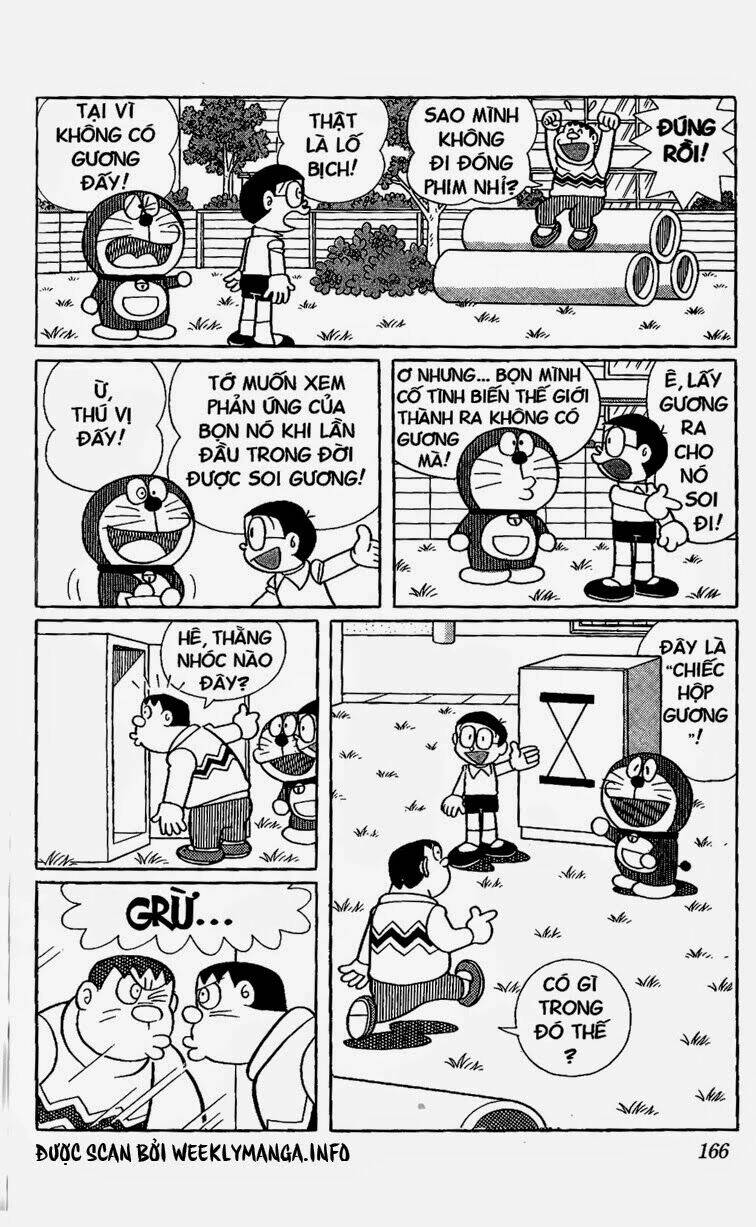 ĐÚNG
RỒI!
SAO MÌNH
KHÔNG
ĐI ĐÓNG
PHIM NHỈ?
THẬT
LÀ LỐ
BỊCH!
TẠI VÌ
KHÔNG CÓ
GƯƠNG
ĐẤY!
Ê, LẤY
GƯƠNG
RA
CHO
NÓ
SOI
ĐI!
Ơ NHƯNG... BỌN MÌNH
CỐ TÌNH BIẾN THẾ GIỚI
THÀNH RA KHÔNG CÓ
GƯƠNG
MÀ!
TỚ MUỐN XEM
PHẢN ỨNG CỦA
BỌN NÓ KHI LẦN
ĐẦU TRONG ĐỜI
ĐƯỢC SOI GƯƠNG!
Ừ,
THÚ VỊ
ĐẤY!
ĐÂY LÀ
"CHIẾC
HỘP
GƯƠNG
"!
CÓ GÌ
TRONG
ĐÓ THẾ
?
HÊ, THẰNG
NHÓC NÀO
ĐÂY?
GRỪ...
ĐƯỢC SCAN BỞI WEEKLYMANGA.INFO
166